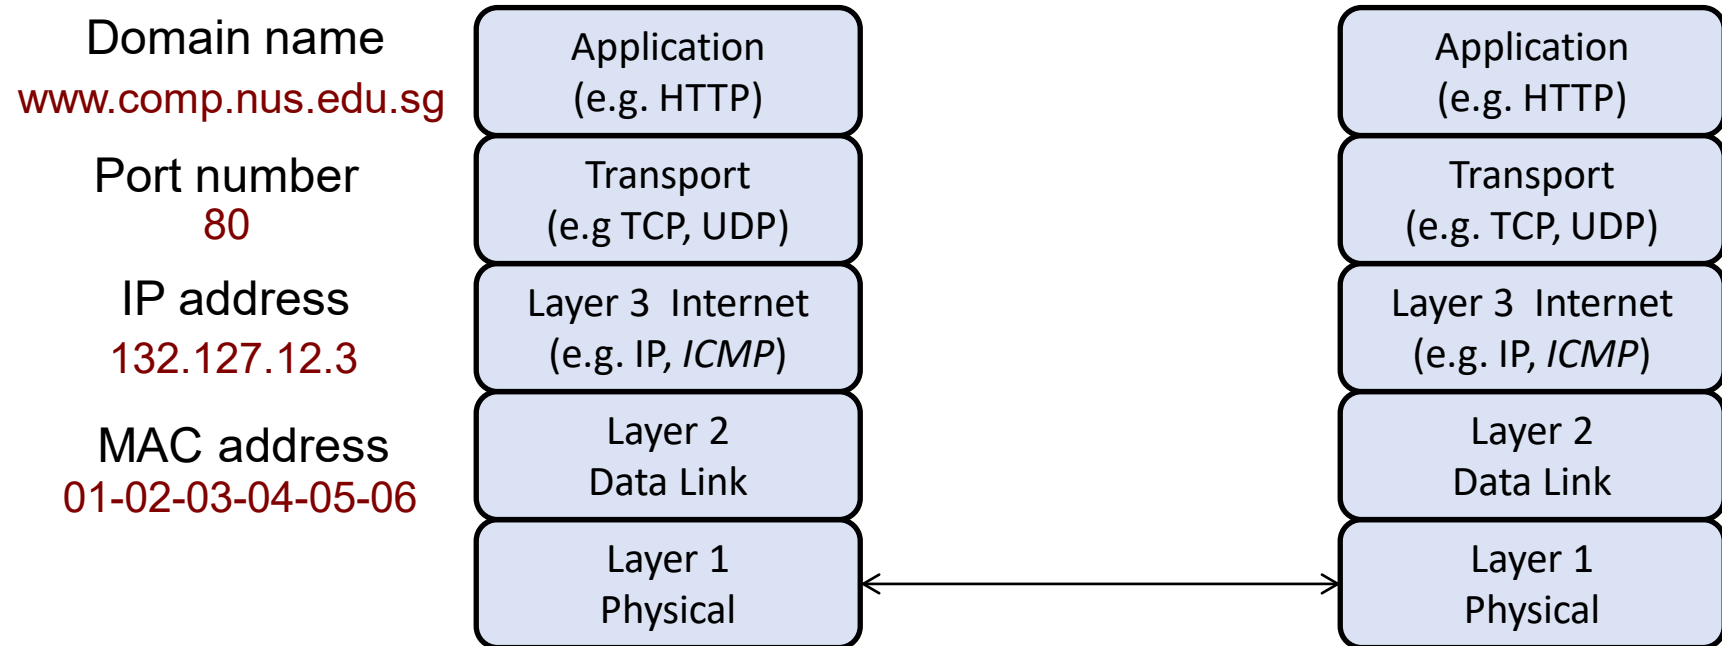 Domain name
www.comp.nus.edu.sg
Port number
80
IP address
132.127.12.3
MAC address
01-02-03-04-05-06
Application
(e.g. HTTP)
Transport
(e.g TCP, UDP)
Layer 3  Internet
(e.g. IP, ICMP)
Layer 2
Data Link
Layer 1
Physical
Application
(e.g. HTTP)
Transport
(e.g. TCP, UDP)
Layer 3  Internet
(e.g. IP, ICMP)
Layer 2
Data Link
Layer 1
Physical